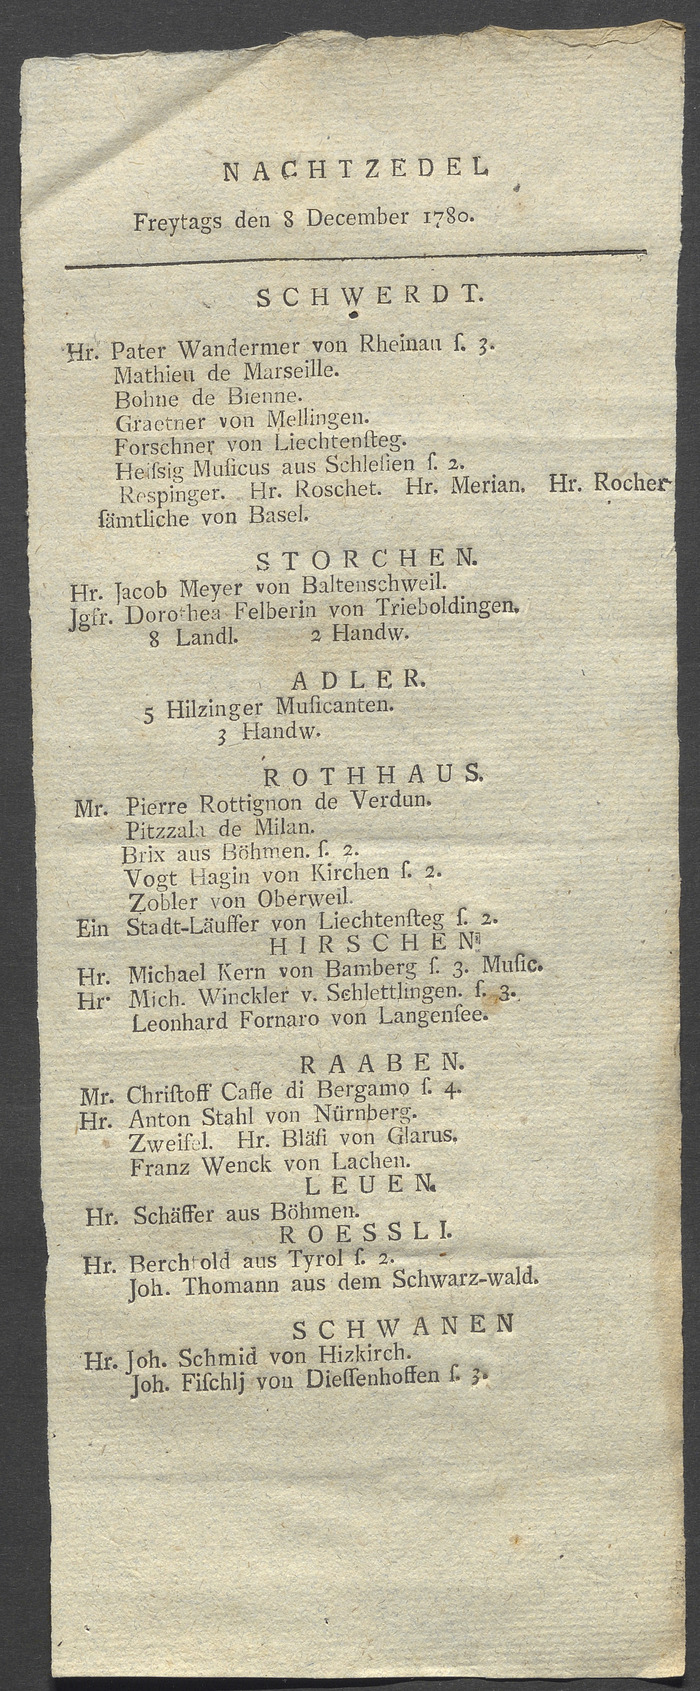 NACHTZEDEL
Freytags den 8 December 1780.
SCHWERDT.
Hr. Pater Wandermer von Rheinau ſ. 3.
Mathieu de Marseille.
Bohne de Bienne.
Graetner von Mellingen.
Forschner von Liechtenſteg.
Heiſsig Muſicus aus Schleſien ſ. 2.
Respinger. Hr. Roschet. Hr. Merian. Hr. Rocher
ſämtliche von Basel.
STORCHEN.
Hr. Jacob Meyer von Baltenschweil.
Jgfr. Dorothea Felberin von Trieboldingen.
8 Landl. 2 Handw.
ADLER.
5 Hilzinger Muſicanten.
3 Handw.
ROTHHAUS.
Mr. Pierre Rottignon de Verdun.
Pitzzala de Milan.
Brix aus Böhmen. ſ. 2.
Vogt Hagin von Kirchen ſ. 2.
Zobler von Oberweil.
Ein Stadt-Läuffer von Liechtenſteg ſ. 2.
HIRSCHEN
Hr. Michael Kern von Bamberg ſ. 3. Muſic.
Hr. Mich. Winckler v. Schlettlingen. ſ. 3.
Leonhard Fornaro von Langenſee.
RAABEN.
Mr. Chriſtoff Caſſe di Bergamo ſ. 4.
Hr. Anton Stahl von Nürnberg.
Zweifel. Hr. Bläſi von Glarus.
Franz Wenck von Lachen.
LEUEN.
Hr. Schäffer aus Böhmen.
ROESSLI.
Hr. Berchtold aus Tyrol ſ. 2.
Joh. Thomann aus dem Schwarz-wald.
SCHWANEN
Hr. Joh. Schmid von Hizkirch.
Joh. Fiſchlj von Dieſſenhoffen ſ. 3.